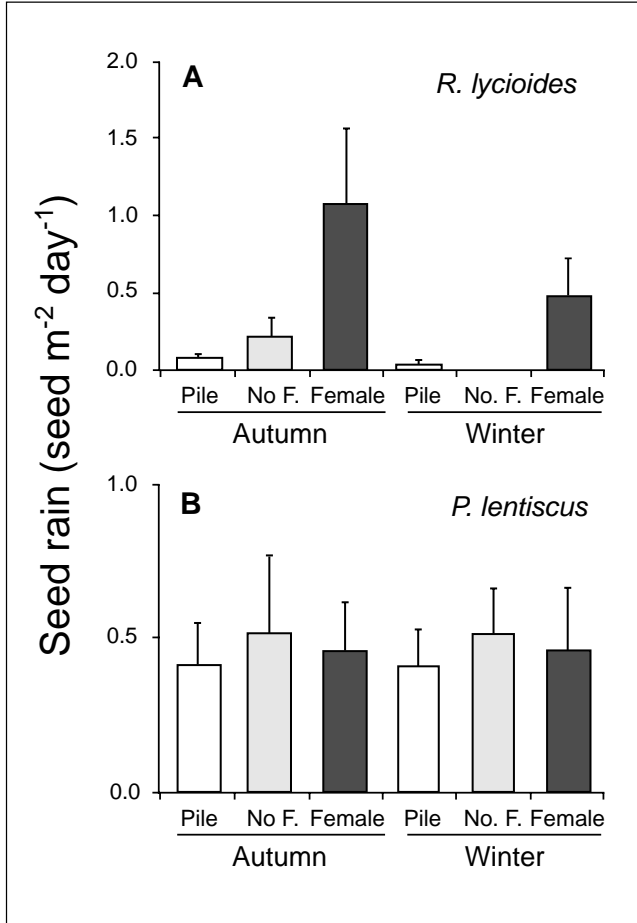 Seed rain (seed m⁻² day⁻¹)
A
R. lycioides
2.0
1.5
1.0
0.5
0.0
Pile No F. Female Pile No. F. Female
Autumn Winter
B
P. lentiscus
1.0
0.5
0.0
Pile No F. Female Pile No. F. Female
Autumn Winter